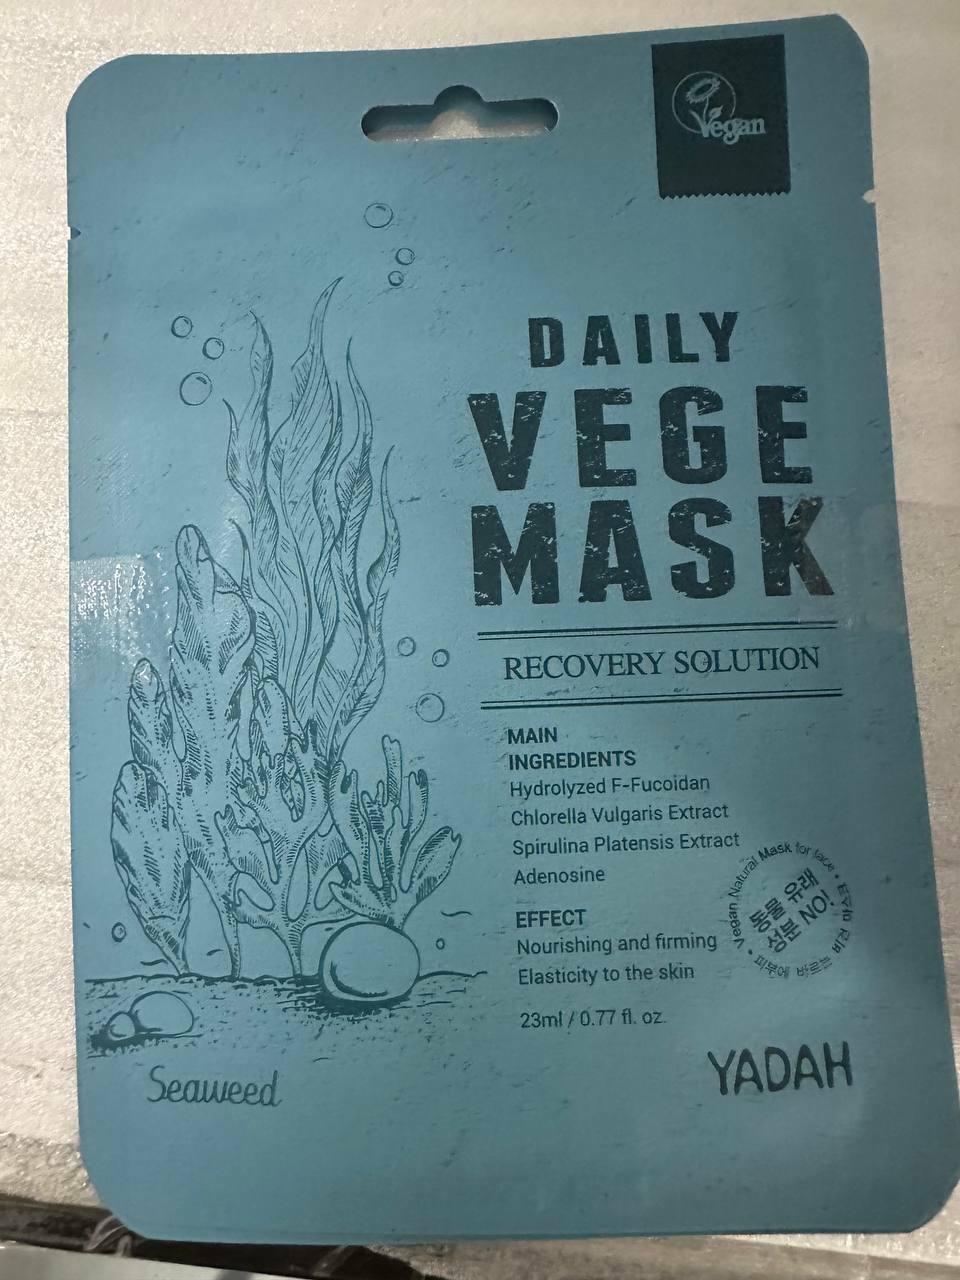 Vegan
DAILY
VEGE
MASK
RECOVERY SOLUTION
MAIN
INGREDIENTS
Hydrolyzed F-Fucoidan
Chlorella Vulgaris Extract
Spirulina Platensis Extract
Adenosine
Vegan Natural Mask for face
동물 유래
성분 NO!
EFFECT
Nourishing and firming
Elasticity to the skin
23ml / 0.77 fl. oz.
Seaweed
YADAH